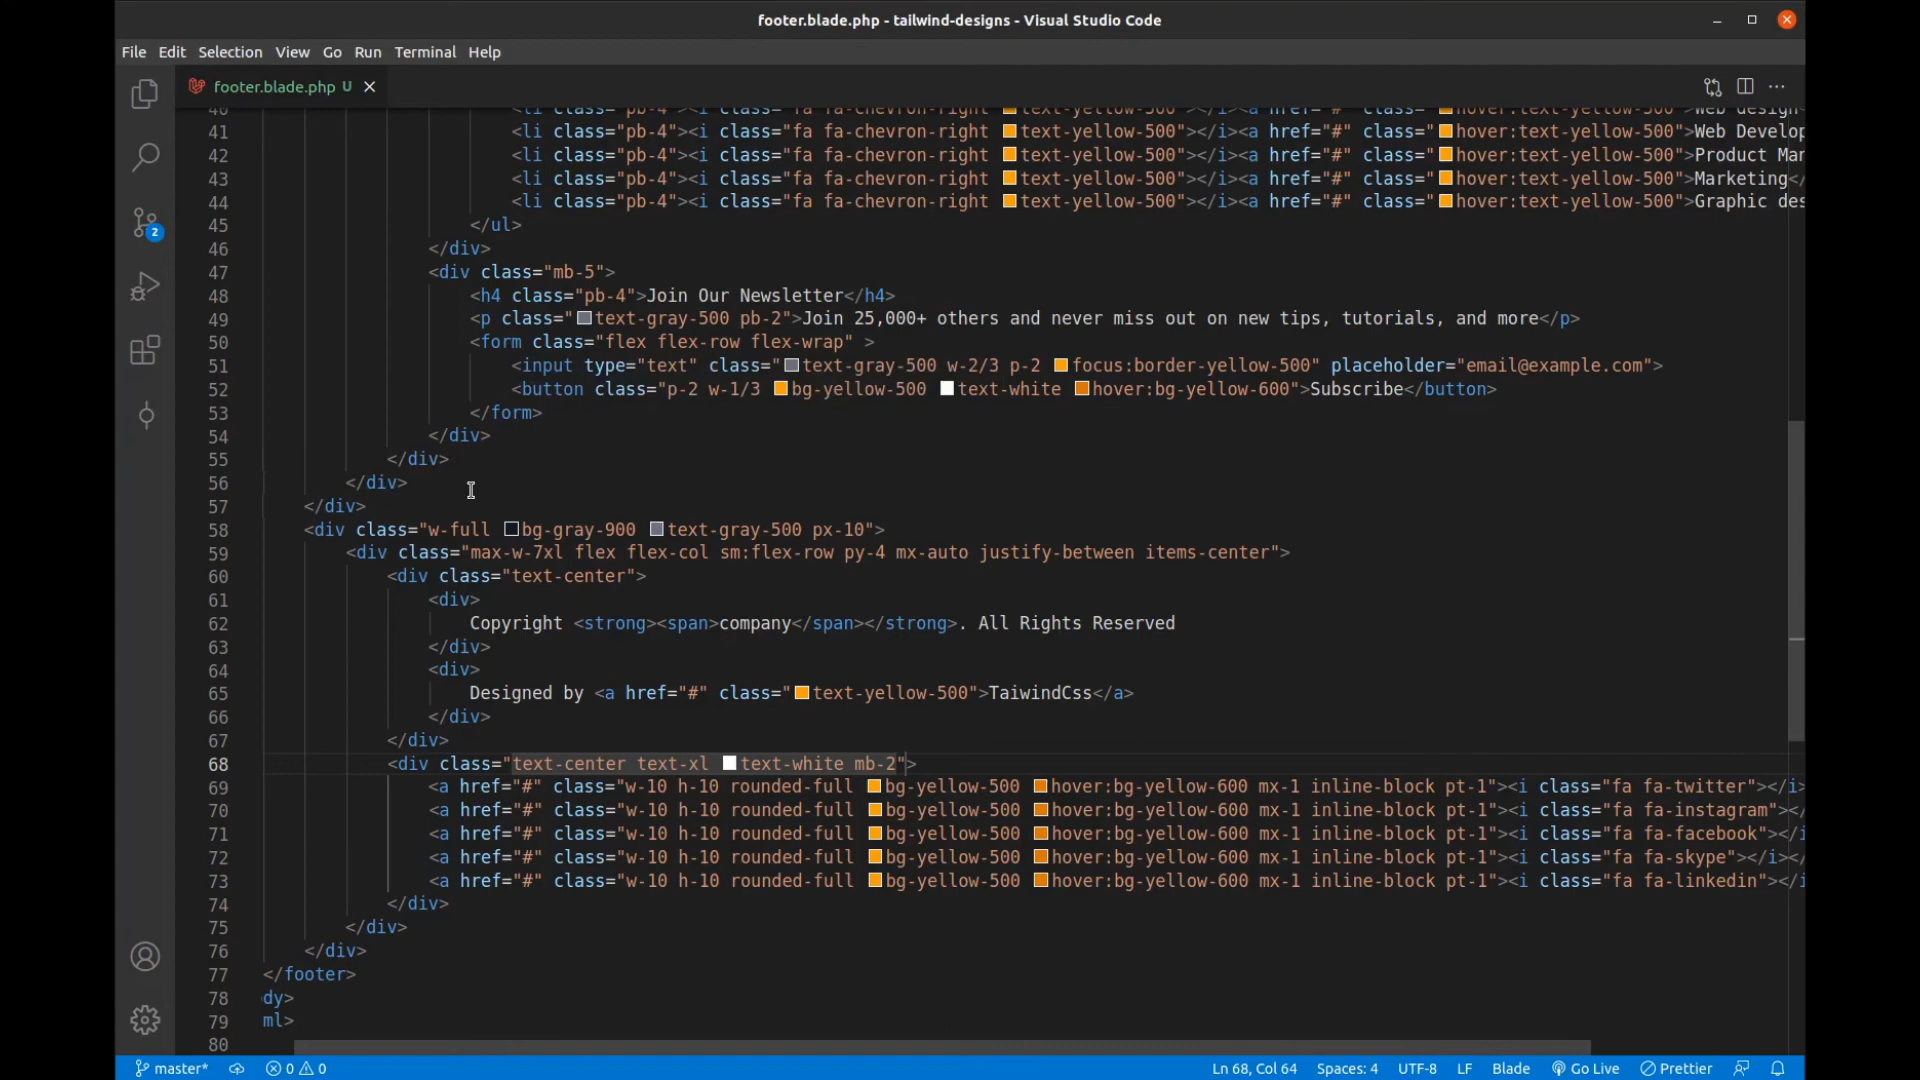 footer.blade.php - tailwind-designs - Visual Studio Code
File Edit Selection View Go Run Terminal Help
footer.blade.php U
40 <li class="pb-4"><i class="fa fa-chevron-right text-yellow-500"></i><a href="#" class="hover:text-yellow-500">Web design<
41 <li class="pb-4"><i class="fa fa-chevron-right text-yellow-500"></i><a href="#" class="hover:text-yellow-500">Web Develop
42 <li class="pb-4"><i class="fa fa-chevron-right text-yellow-500"></i><a href="#" class="hover:text-yellow-500">Product Mar
43 <li class="pb-4"><i class="fa fa-chevron-right text-yellow-500"></i><a href="#" class="hover:text-yellow-500">Marketing</
44 <li class="pb-4"><i class="fa fa-chevron-right text-yellow-500"></i><a href="#" class="hover:text-yellow-500">Graphic des
45 </ul>
46 </div>
47 <div class="mb-5">
48 <h4 class="pb-4">Join Our Newsletter</h4>
49 <p class="text-gray-500 pb-2">Join 25,000+ others and never miss out on new tips, tutorials, and more</p>
50 <form class="flex flex-row flex-wrap" >
51 <input type="text" class="text-gray-500 w-2/3 p-2 focus:border-yellow-500" placeholder="email@example.com">
52 <button class="p-2 w-1/3 bg-yellow-500 text-white hover:bg-yellow-600">Subscribe</button>
53 </form>
54 </div>
55 </div>
56 </div>
57 </div>
58 <div class="w-full bg-gray-900 text-gray-500 px-10">
59 <div class="max-w-7xl flex flex-col sm:flex-row py-4 mx-auto justify-between items-center">
60 <div class="text-center">
61 <div>
62 Copyright <strong><span>company</span></strong>. All Rights Reserved
63 </div>
64 <div>
65 Designed by <a href="#" class="text-yellow-500">TaiwindCss</a>
66 </div>
67 </div>
68 <div class="text-center text-xl text-white mb-2">
69 <a href="#" class="w-10 h-10 rounded-full bg-yellow-500 hover:bg-yellow-600 mx-1 inline-block pt-1"><i class="fa fa-twitter"></i>
70 <a href="#" class="w-10 h-10 rounded-full bg-yellow-500 hover:bg-yellow-600 mx-1 inline-block pt-1"><i class="fa fa-instagram"></
71 <a href="#" class="w-10 h-10 rounded-full bg-yellow-500 hover:bg-yellow-600 mx-1 inline-block pt-1"><i class="fa fa-facebook"></i
72 <a href="#" class="w-10 h-10 rounded-full bg-yellow-500 hover:bg-yellow-600 mx-1 inline-block pt-1"><i class="fa fa-skype"></i></
73 <a href="#" class="w-10 h-10 rounded-full bg-yellow-500 hover:bg-yellow-600 mx-1 inline-block pt-1"><i class="fa fa-linkedin"></i
74 </div>
75 </div>
76 </div>
77 </footer>
78 dy>
79 ml>
80
2
master* 0 0 Ln 68, Col 64 Spaces: 4 UTF-8 LF Blade Go Live Prettier